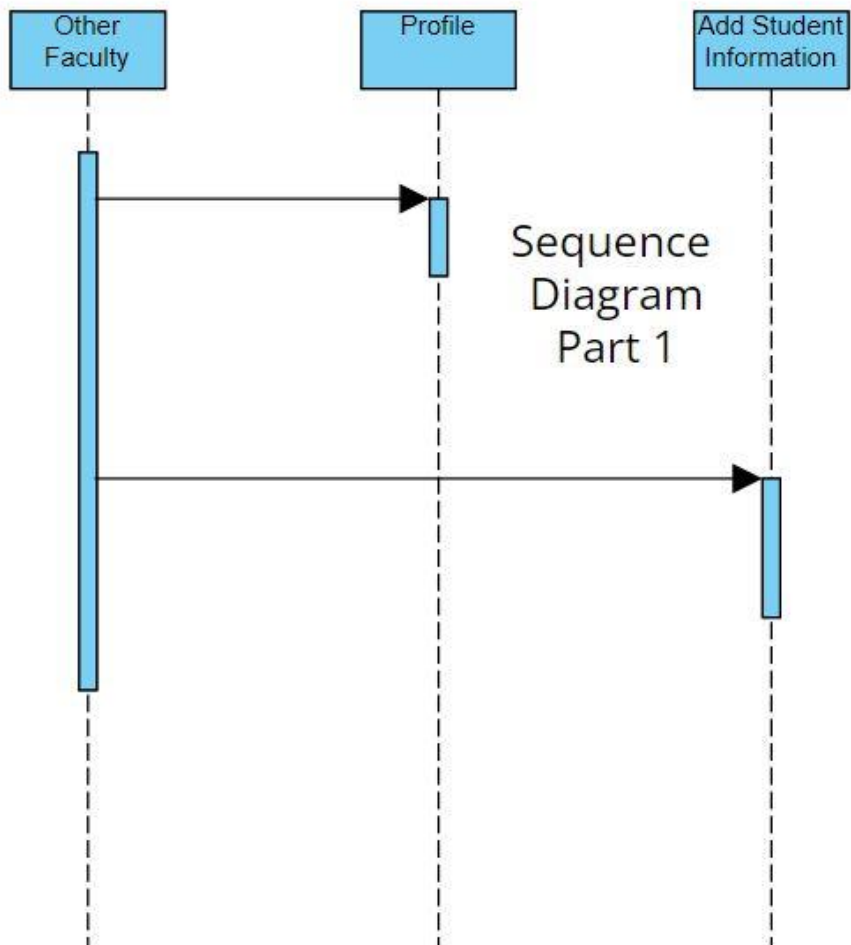 Other
Faculty
Profile
Add Student
Information
Sequence
Diagram
Part 1